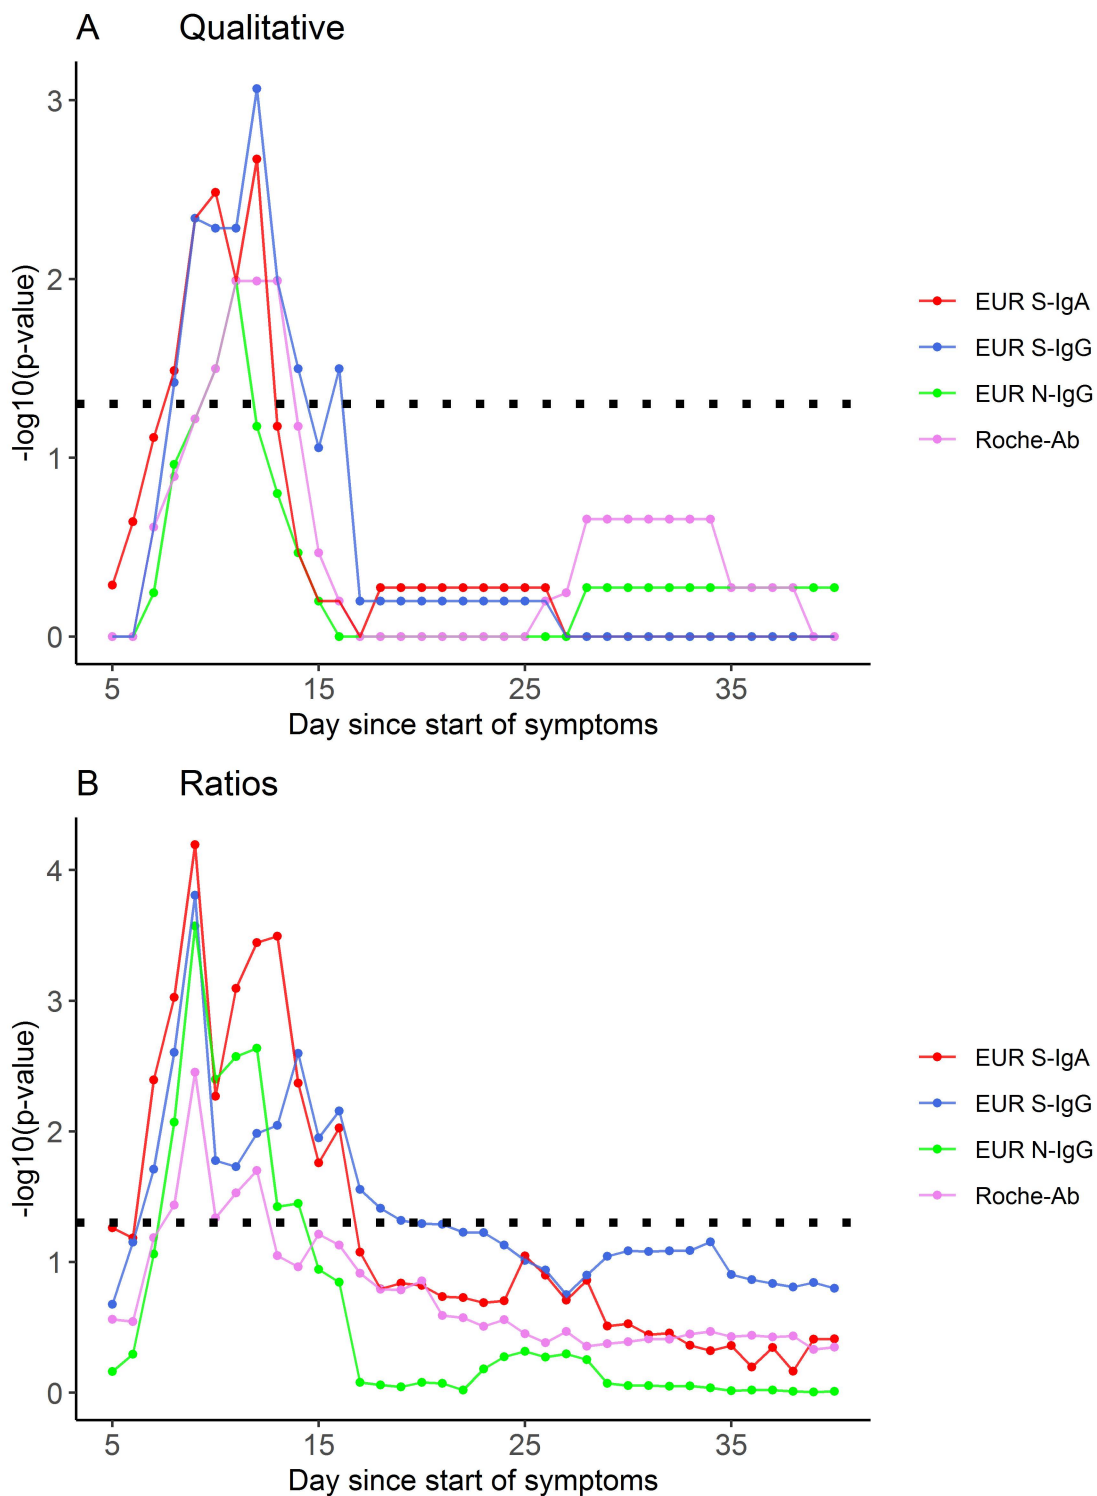 A Qualitative
-log10(p-value)
3
2
1
0
5 15 25 35
Day since start of symptoms
EUR S-IgA
EUR S-IgG
EUR N-IgG
Roche-Ab
B Ratios
-log10(p-value)
4
3
2
1
0
5 15 25 35
Day since start of symptoms
EUR S-IgA
EUR S-IgG
EUR N-IgG
Roche-Ab